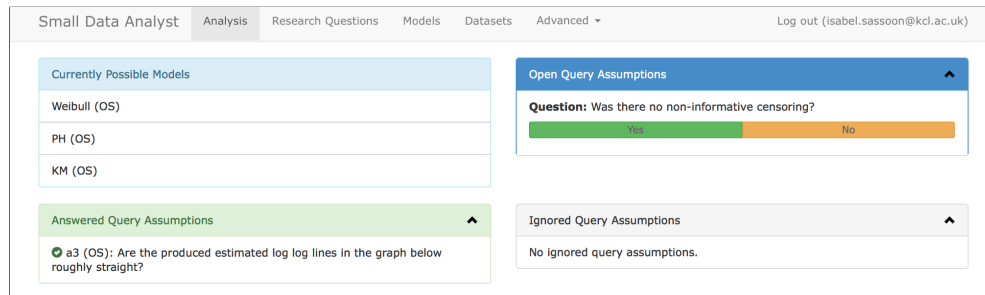 Small Data Analyst Analysis Research Questions Models Datasets Advanced Log out (isabel.sassoon@kcl.ac.uk)
Currently Possible Models
Weibull (OS)
PH (OS)
KM (OS)
Open Query Assumptions
Question: Was there no non-informative censoring?
Yes No
Answered Query Assumptions
a3 (OS): Are the produced estimated log log lines in the graph below
roughly straight?
Ignored Query Assumptions
No ignored query assumptions.